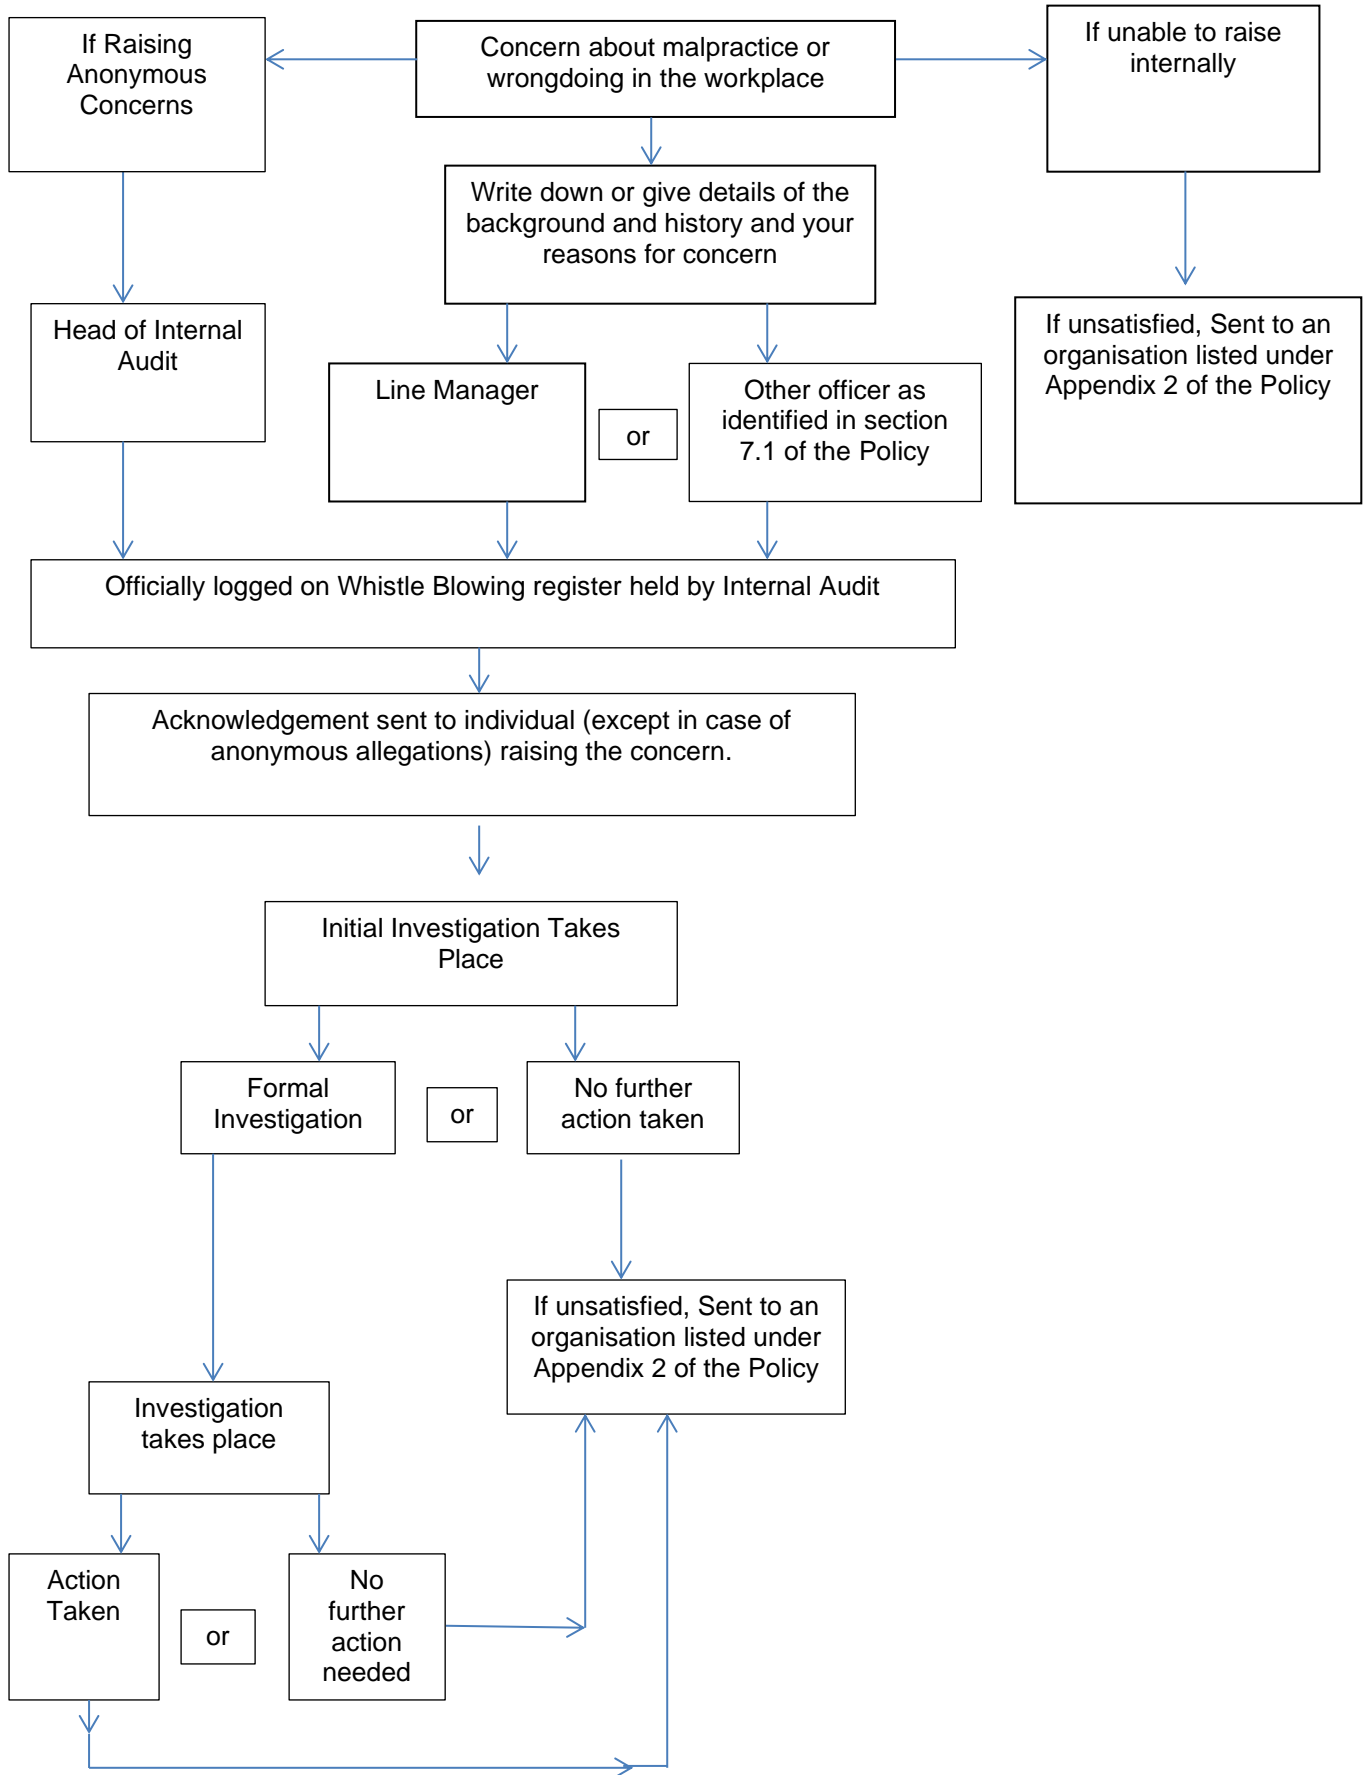 If Raising
Anonymous
Concerns
Concern about malpractice or
wrongdoing in the workplace
If unable to raise
internally
Write down or give details of the
background and history and your
reasons for concern
Head of Internal
Audit
Line Manager
or
Other officer as
identified in section
7.1 of the Policy
If unsatisfied, Sent to an
organisation listed under
Appendix 2 of the Policy
Officially logged on Whistle Blowing register held by Internal Audit
Acknowledgement sent to individual (except in case of
anonymous allegations) raising the concern.
Initial Investigation Takes
Place
Formal
Investigation
or
No further
action taken
If unsatisfied, Sent to an
organisation listed under
Appendix 2 of the Policy
Investigation
takes place
Action
Taken
or
No
further
action
needed